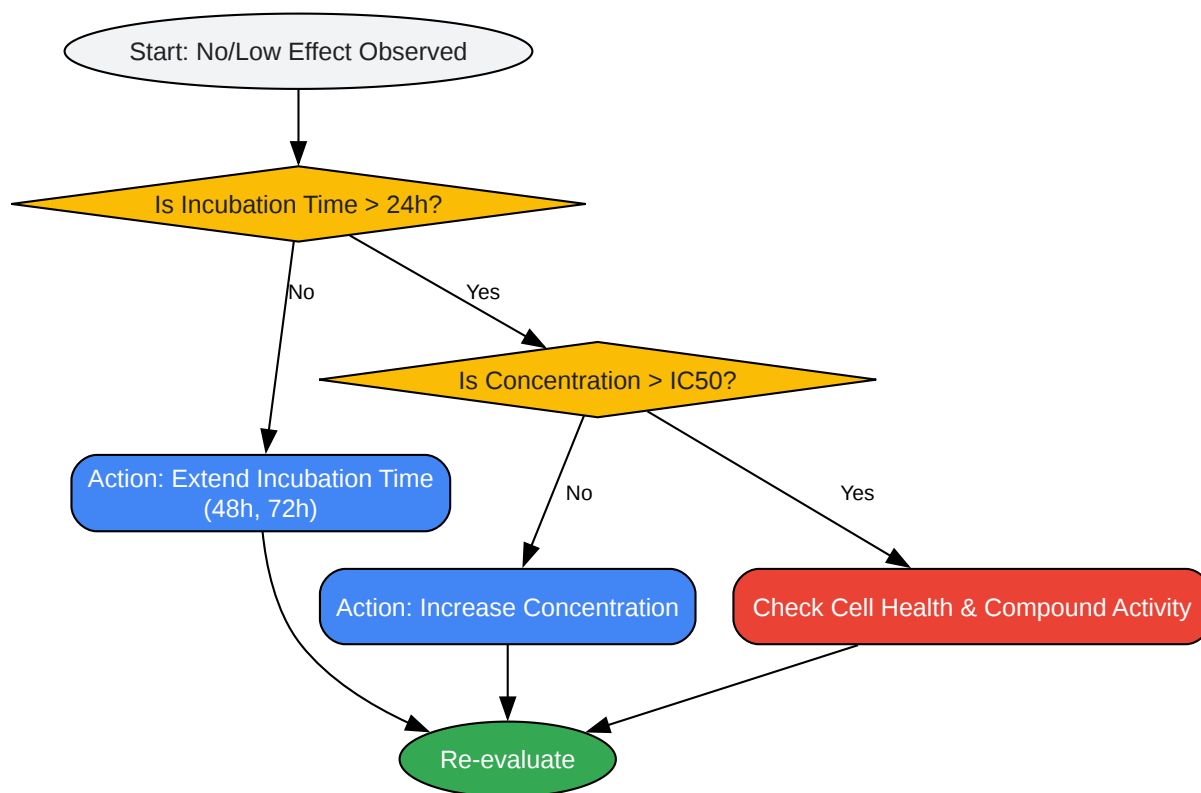 Start: No/Low Effect Observed
Is Incubation Time > 24h?
No
Yes
Is Concentration > IC50?
Action: Extend Incubation Time
(48h, 72h)
No
Yes
Action: Increase Concentration
Check Cell Health & Compound Activity
Re-evaluate